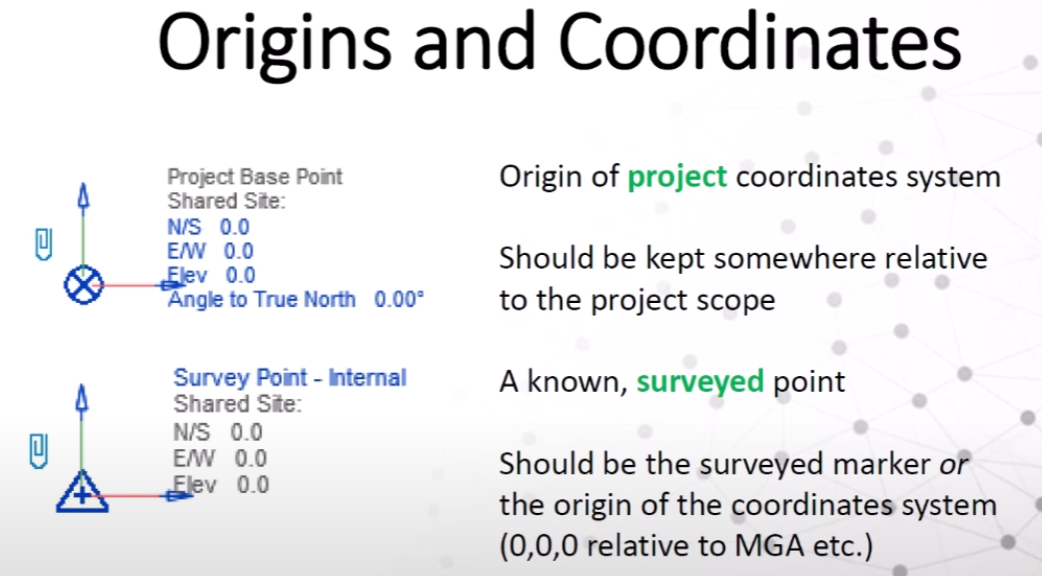 Origins and Coordinates
Project Base Point
Shared Site:
N/S 0.0
E/W 0.0
Elev 0.0
Angle to True North 0.00°
Origin of project coordinates system
Should be kept somewhere relative
to the project scope
Survey Point - Internal
Shared Site:
N/S 0.0
E/W 0.0
Elev 0.0
A known, surveyed point
Should be the surveyed marker or
the origin of the coordinates system
(0,0,0 relative to MGA etc.)